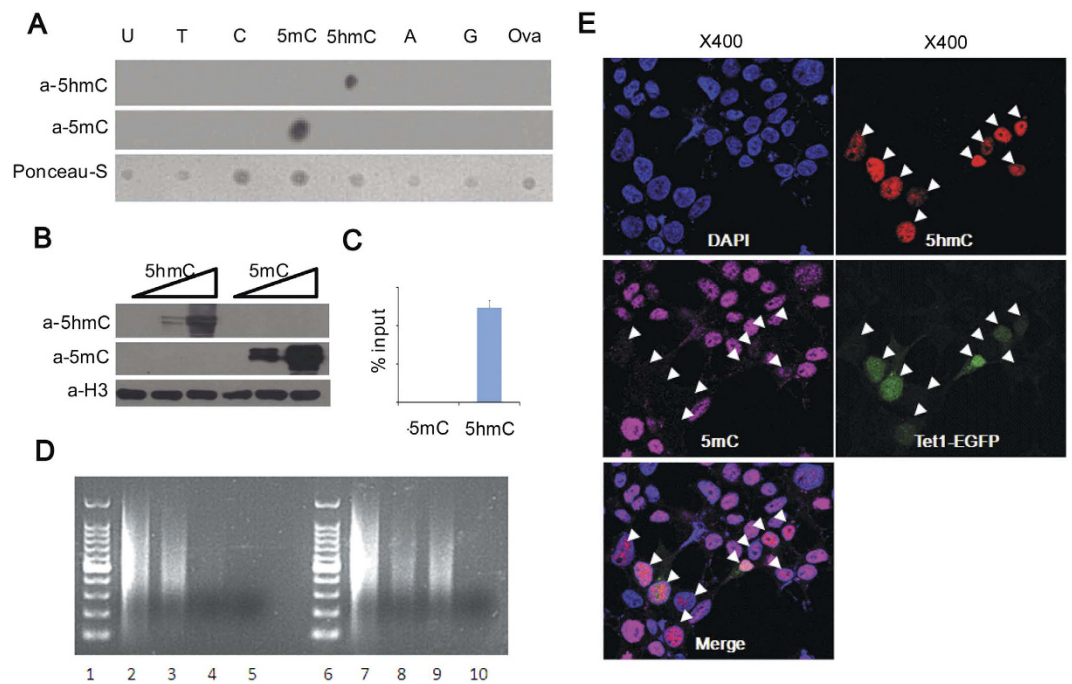 A
U T C 5mC 5hmC A G Ova
a-5hmC
a-5mC
Ponceau-S
B
5hmC 5mC
a-5hmC
a-5mC
a-H3
C
% input
5mC 5hmC
D
1 2 3 4 5 6 7 8 9 10
E
X400 X400
DAPI 5hmC
5mC Tet1-EGFP
Merge